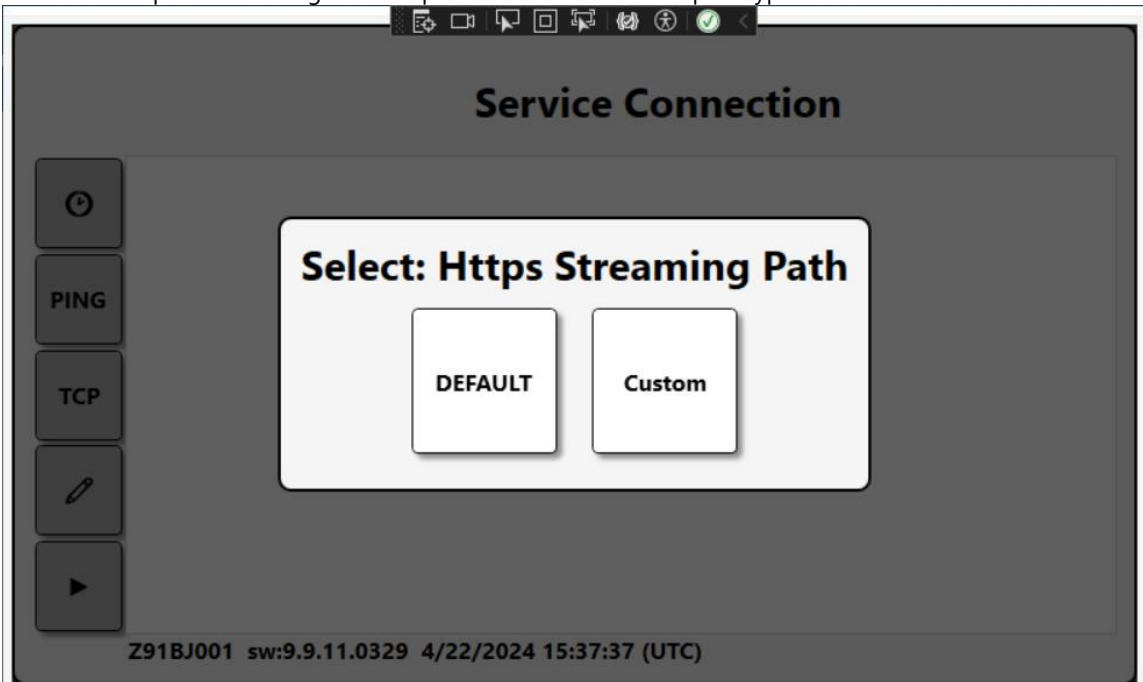 Service Connection
Select: Https Streaming Path
PING
DEFAULT
Custom
TCP
Z91BJ001 sw:9.9.11.0329 4/22/2024 15:37:37 (UTC)